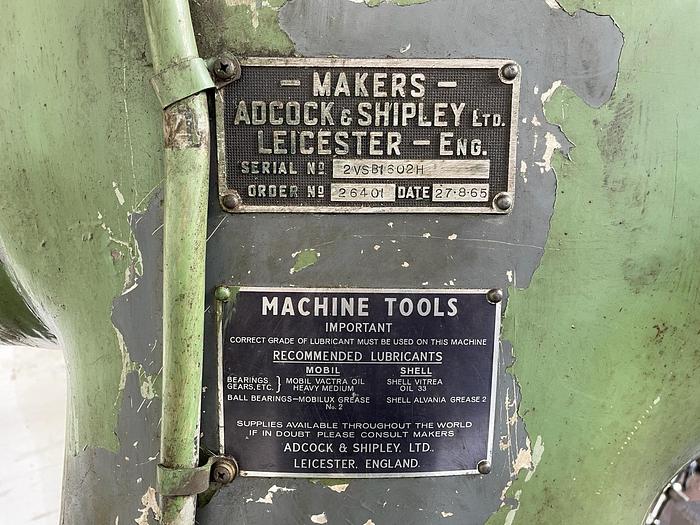 — MAKERS —
ADCOCK & SHIPLEY LTD.
LEICESTER — ENG.
SERIAL No 2VSB1602H
ORDER No 26401 DATE 27·8·65
MACHINE TOOLS
IMPORTANT
CORRECT GRADE OF LUBRICANT MUST BE USED ON THIS MACHINE
RECOMMENDED LUBRICANTS
MOBIL SHELL
BEARINGS GEARS, ETC. } MOBIL VACTRA OIL HEAVY MEDIUM SHELL VITREA OIL 33
BALL BEARINGS—MOBILUX GREASE No. 2 SHELL ALVANIA GREASE 2
SUPPLIES AVAILABLE THROUGHOUT THE WORLD
IF IN DOUBT PLEASE CONSULT MAKERS
ADCOCK & SHIPLEY. LTD.
LEICESTER. ENGLAND.